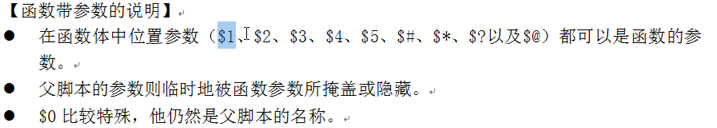 【函数带参数的说明】
● 在函数体中位置参数（$1、$2、$3、$4、$5、$#、$*、$?以及$@）都可以是函数的参
数。
● 父脚本的参数则临时地被函数参数所掩盖或隐藏。
● $0 比较特殊，他仍然是父脚本的名称。